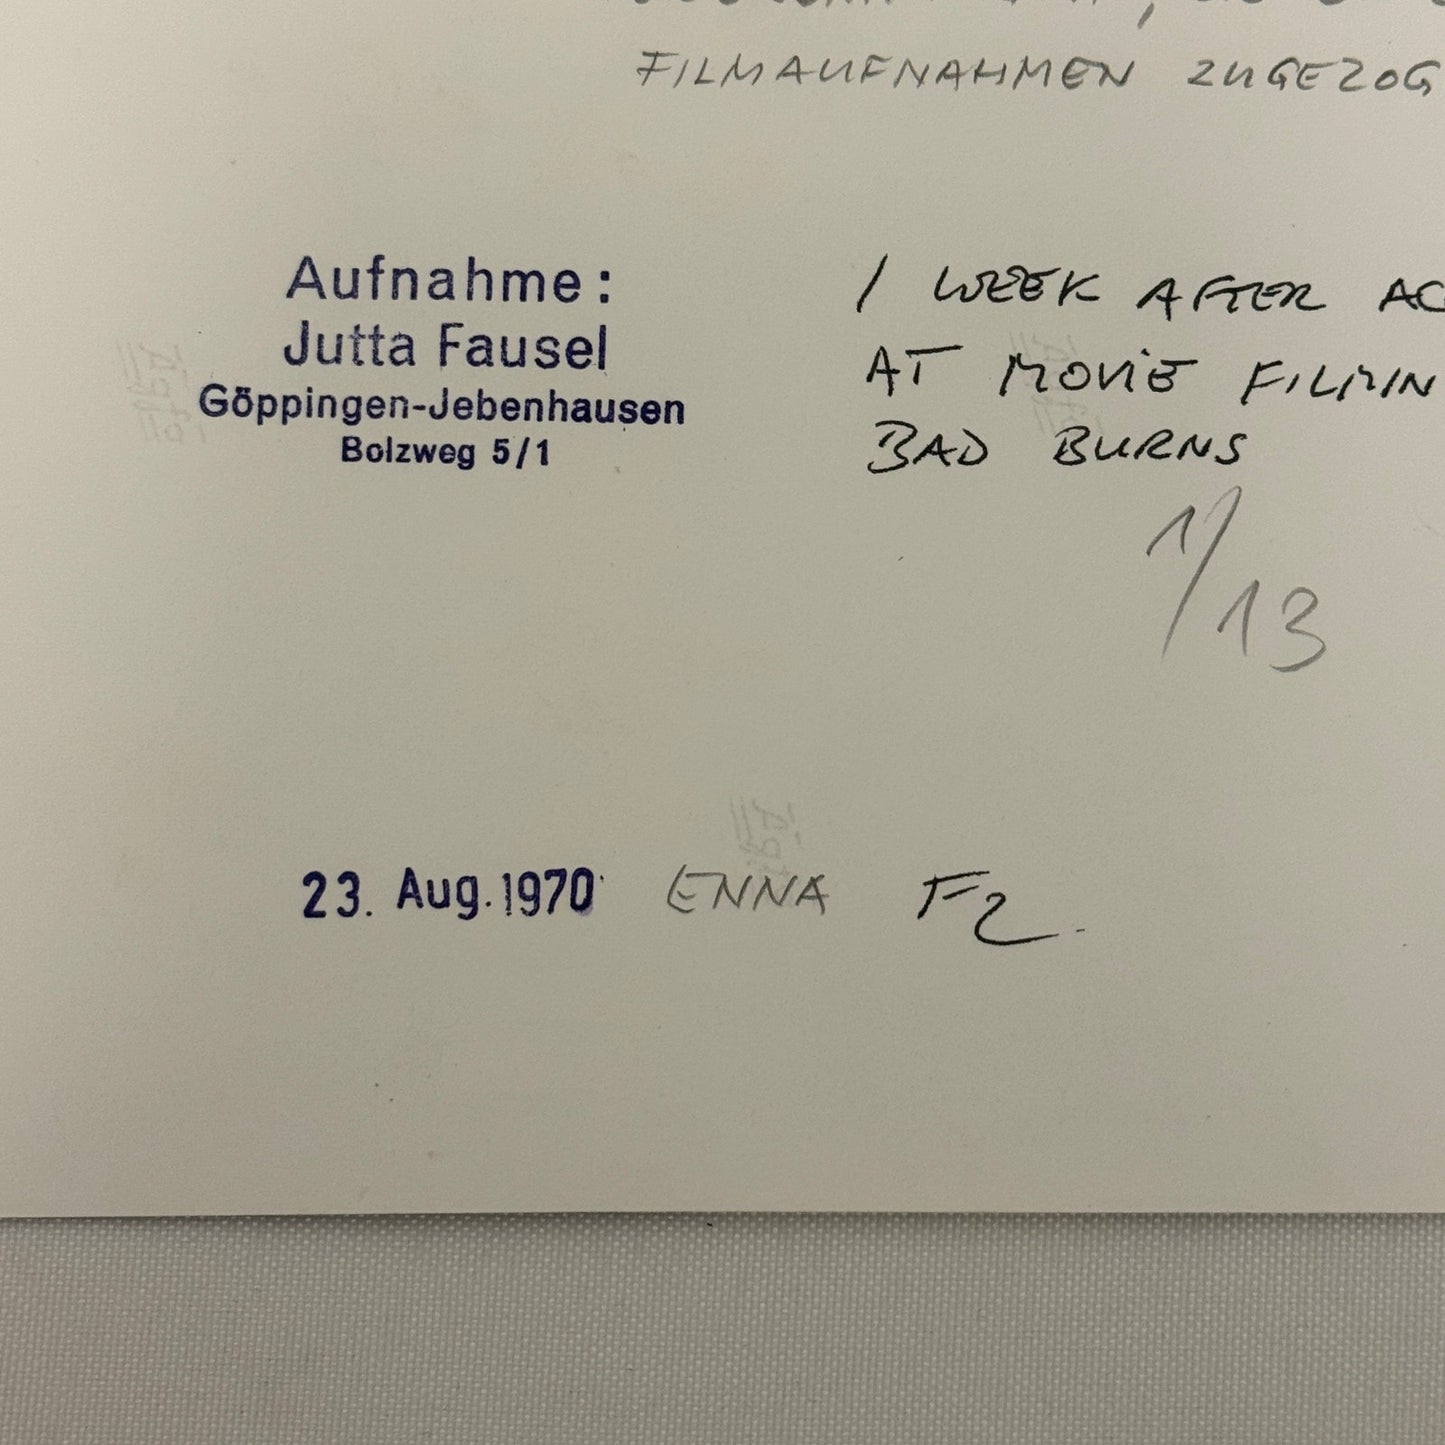 FILMAUFNAHMEN ZUGEZOG
Aufnahme:
Jutta Fausel
Göppingen-Jebenhausen
Bolzweg 5/1
1 WEEK AFTER AC
AT MOVIE FILMIN
BAD BURNS
1/13
23. Aug. 1970 ENNA F2